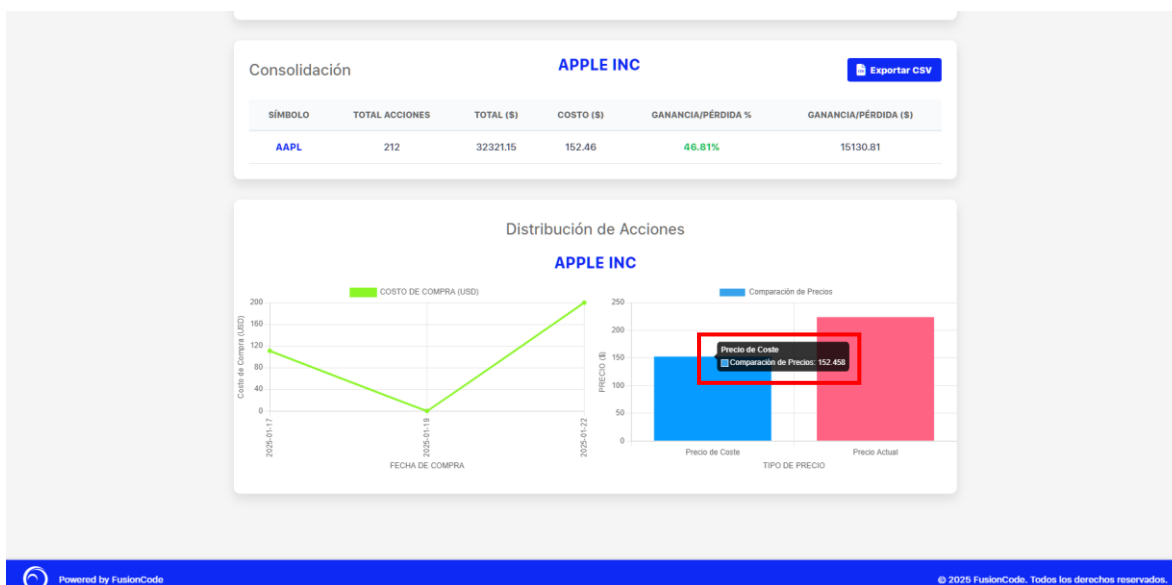 Consolidación
APPLE INC
Exportar CSV
SÍMBOLO TOTAL ACCIONES TOTAL ($) COSTO ($) GANANCIA/PÉRDIDA % GANANCIA/PÉRDIDA ($)
AAPL 212 32321.15 152.46 46.81% 15130.81
Distribución de Acciones
APPLE INC
COSTO DE COMPRA (USD)
Costo de Compra (USD)
200
160
120
80
40
0
2025-01-17
2025-01-19
2025-01-22
FECHA DE COMPRA
Comparación de Precios
PRECIO ($)
250
200
150
100
50
0
Precio de Coste
Comparación de Precios: 152.458
Precio de Coste
Precio Actual
TIPO DE PRECIO
Powered by FusionCode
© 2025 FusionCode. Todos los derechos reservados.